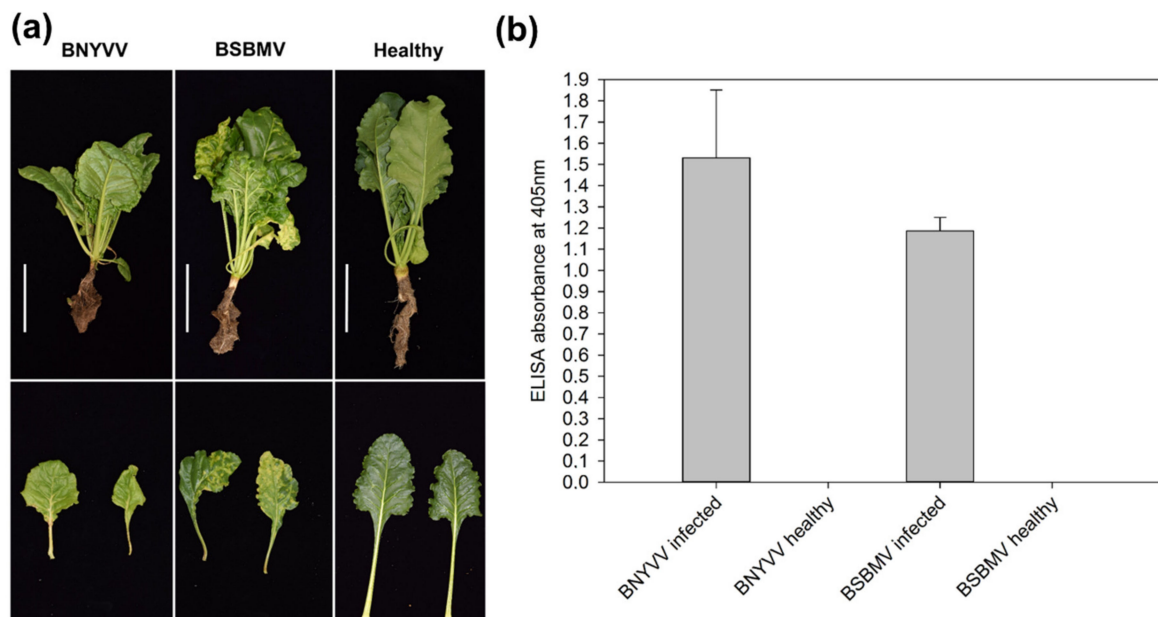 (a)
BNYVV
BSBMV
Healthy
(b)
ELISA absorbance at 405nm
1.9
1.8
1.7
1.6
1.5
1.4
1.3
1.2
1.1
1.0
0.9
0.8
0.7
0.6
0.5
0.4
0.3
0.2
0.1
0.0
BNYVV infected
BNYVV healthy
BSBMV infected
BSBMV healthy